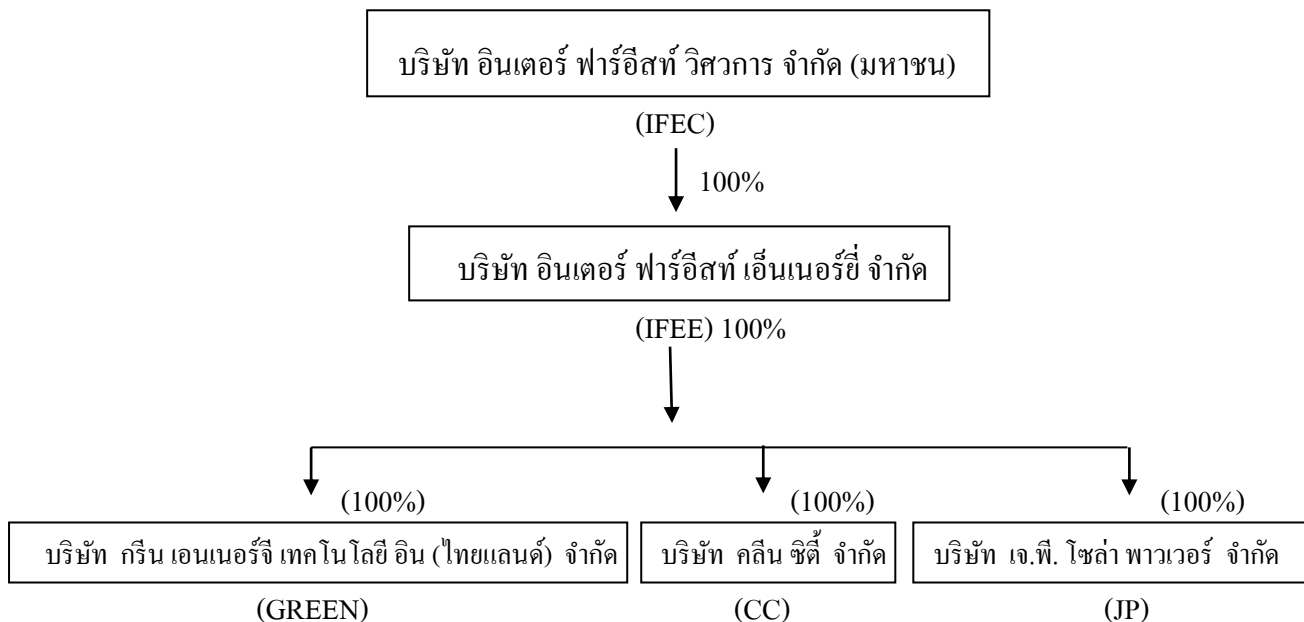 บริษัท อินเตอร์ ฟาร์อีสท์ วิศวการ จำกัด (มหาชน)
(IFEC)
100%
บริษัท อินเตอร์ ฟาร์อีสท์ เอ็นเนอร์ยี่ จำกัด
(IFEE) 100%
(100%) (100%) (100%)
บริษัท กรีน เอนเนอร์จี เทคโนโลยี อิน (ไทยแลนด์) จำกัด บริษัท คลีน ซิตี้ จำกัด บริษัท เจ.พี. โซล่า พาวเวอร์ จำกัด
(GREEN) (CC) (JP)